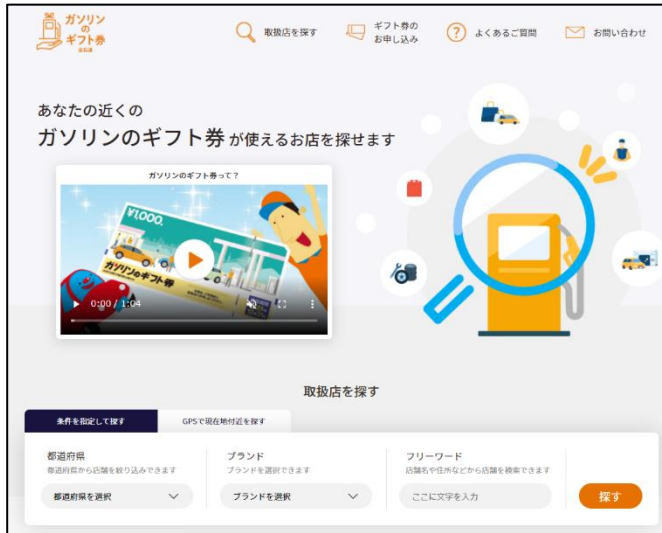 ガソリン
の
ギフト券
取扱店を探す
ギフト券の
お申し込み
よくあるご質問
お問い合わせ
あなたの近くの
ガソリンのギフト券 が使えるお店を探せます
ガソリンのギフト券って？
¥1,000
ガソリンのギフト券
0:00 / 1:04
取扱店を探す
条件を指定して探す
GPSで現在地付近を探す
都道府県
都道府県から店舗を絞り込みできます
都道府県を選択
ブランド
ブランドを選択できます
ブランドを選択
フリーワード
店舗名や住所などから店舗を検索できます
ここに文字を入力
探す